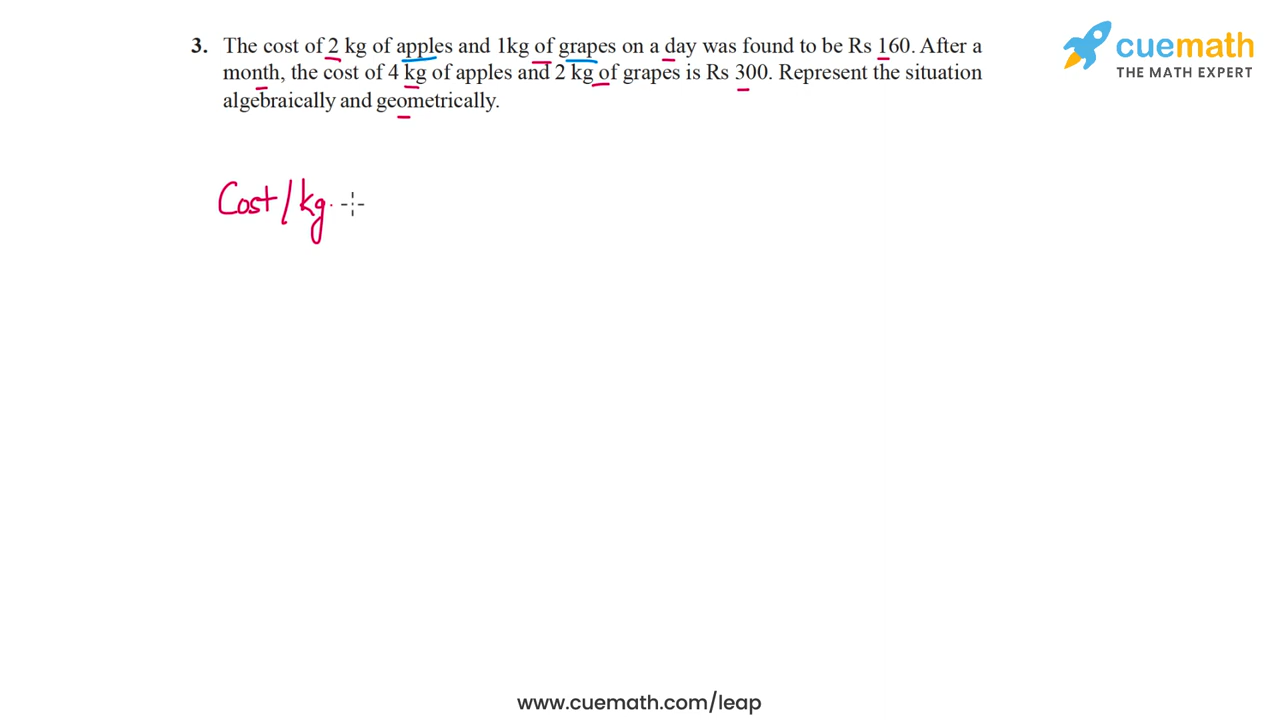 3. The cost of 2 kg of apples and 1kg of grapes on a day was found to be Rs 160. After a
month, the cost of 4 kg of apples and 2 kg of grapes is Rs 300. Represent the situation
algebraically and geometrically.
cuemath
THE MATH EXPERT
Cost/kg.
www.cuemath.com/leap